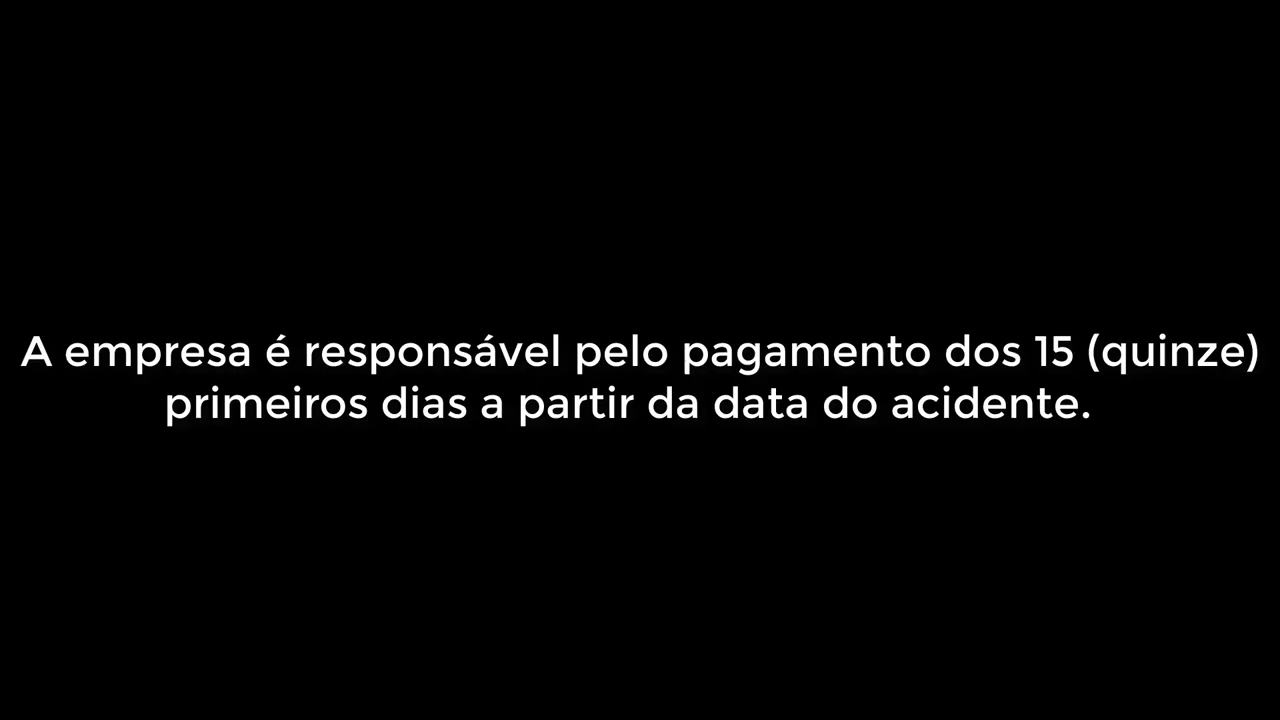 A empresa é responsável pelo pagamento dos 15 (quinze)
primeiros dias a partir da data do acidente.